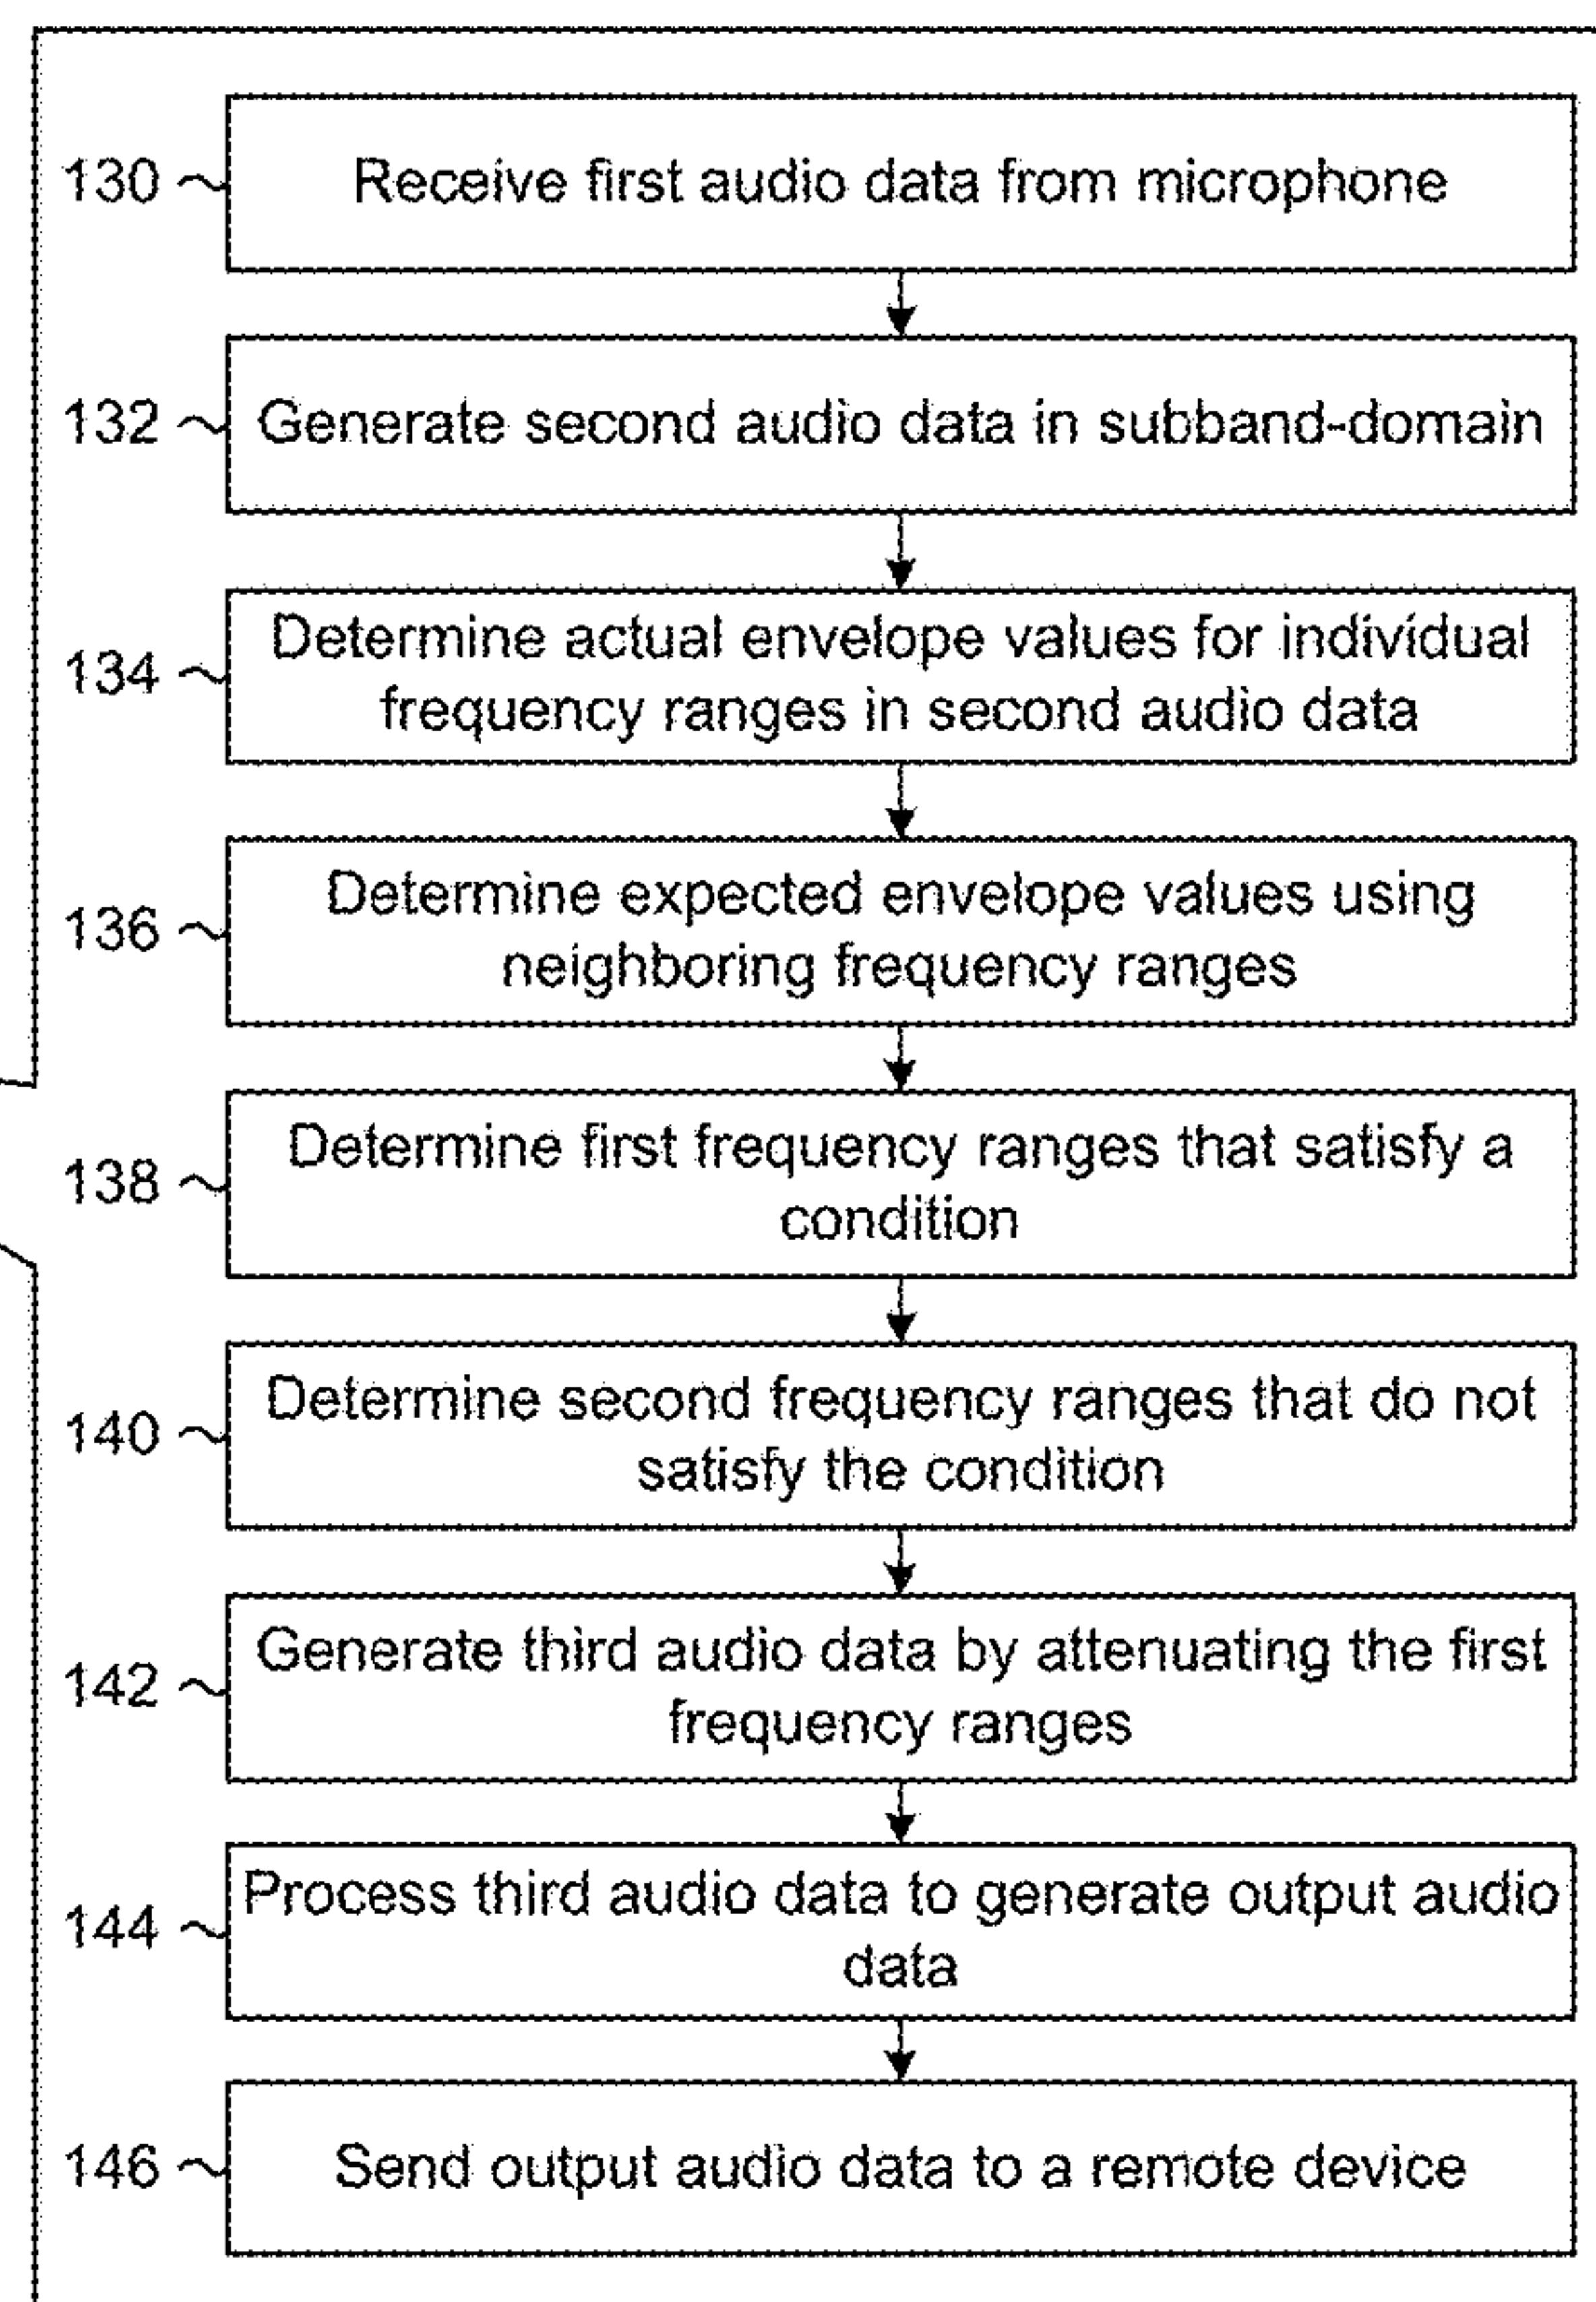 130
Receive first audio data from microphone
132
Generate second audio data in subband-domain
134
Determine actual envelope values for individual
frequency ranges in second audio data
136
Determine expected envelope values using
neighboring frequency ranges
138
Determine first frequency ranges that satisfy a
condition
140
Determine second frequency ranges that do not
satisfy the condition
142
Generate third audio data by attenuating the first
frequency ranges
144
Process third audio data to generate output audio
data
146
Send output audio data to a remote device